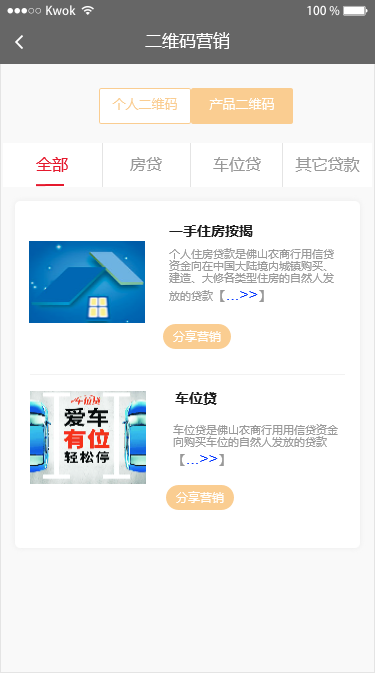 Kwok 100 %
二维码营销
个人二维码 产品二维码
全部 房贷 车位贷 其它贷款
一手住房按揭
个人住房贷款是佛山农商行用信贷
资金向在中国大陆境内城镇购买、
建造、大修各类型住房的自然人发
放的贷款【...>>】
分享营销
车位贷
爱车
有位
轻松停
车位贷
车位贷是佛山农商行用用信贷资金
向购买车位的自然人发放的贷款
【...>>】
分享营销